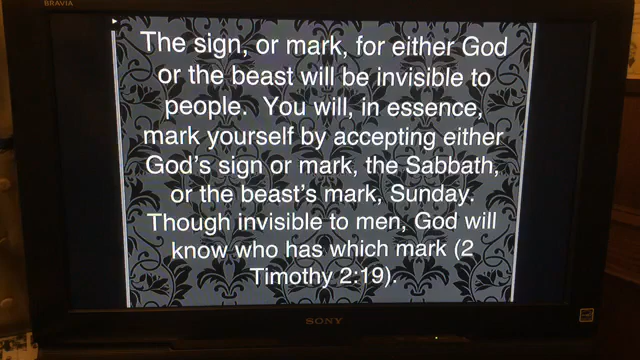 BRAVIA
The sign, or mark, for either God
or the beast will be invisible to
people. You will, in essence,
mark yourself by accepting either
God's sign or mark, the Sabbath,
or the beast's mark, Sunday.
Though invisible to men, God will
know who has which mark (2
Timothy 2:19).
SONY